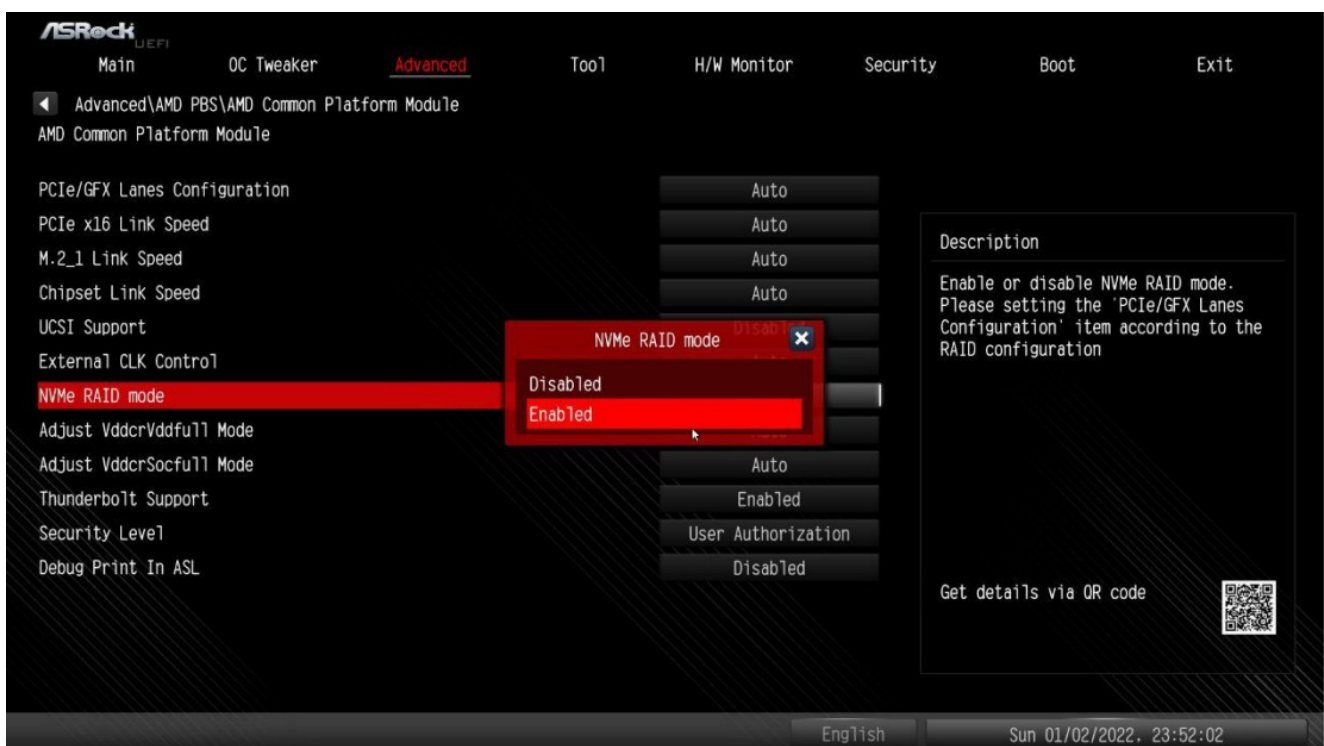 ASRock
UEFI
Main OC Tweaker Advanced Tool H/W Monitor Security Boot Exit
Advanced\AMD PBS\AMD Common Platform Module
AMD Common Platform Module
PCIe/GFX Lanes Configuration Auto
PCIe x16 Link Speed Auto
M.2_1 Link Speed Auto
Chipset Link Speed Auto
UCSI Support Disabled
External CLK Control
NVMe RAID mode
Adjust VddcrVddfull Mode
Adjust VddcrSocfull Mode Auto
Thunderbolt Support Enabled
Security Level User Authorization
Debug Print In ASL Disabled
NVMe RAID mode
Disabled
Enabled
Description
Enable or disable NVMe RAID mode.
Please setting the 'PCIe/GFX Lanes
Configuration' item according to the
RAID configuration
Get details via QR code
English Sun 01/02/2022. 23:52:02